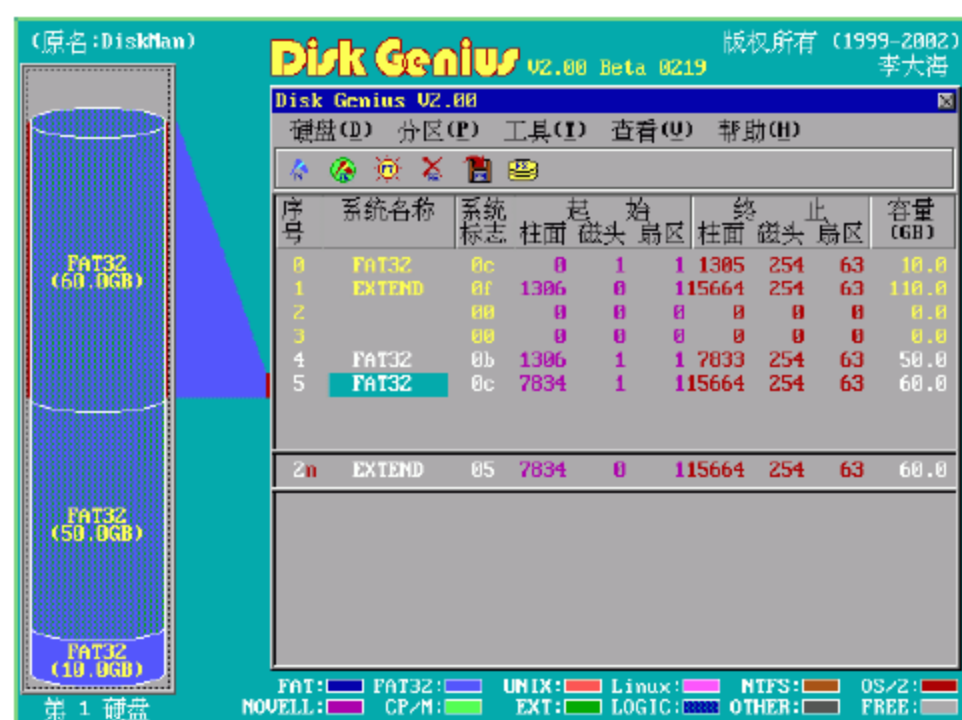 (原名:DiskMan)
Disk Genius V2.00 Beta 0219
版权所有 (1999-2002)
李大海
Disk Genius V2.00
硬盘(D) 分区(P) 工具(T) 查看(V) 帮助(H)
序号 系统名称 系统标志 起始 柱面 磁头 扇区 终止 柱面 磁头 扇区 容量(GB)
0 FAT32 0c 0 1 1 1305 254 63 10.0
1 EXTEND 0f 1306 0 1 15664 254 63 110.0
2 00 0 0 0 0 0 0 0.0
3 00 0 0 0 0 0 0 0.0
4 FAT32 0b 1306 1 1 7833 254 63 50.0
5 FAT32 0c 7834 1 1 15664 254 63 60.0
2n EXTEND 05 7834 0 1 15664 254 63 60.0
FAT32
(60.0GB)
FAT32
(50.0GB)
FAT32
(10.0GB)
第 1 硬盘
FAT: FAT32: UNIX: Linux: NTFS: OS/2:
NOVELL: CP/M: EXT: LOGIC: OTHER: FREE: